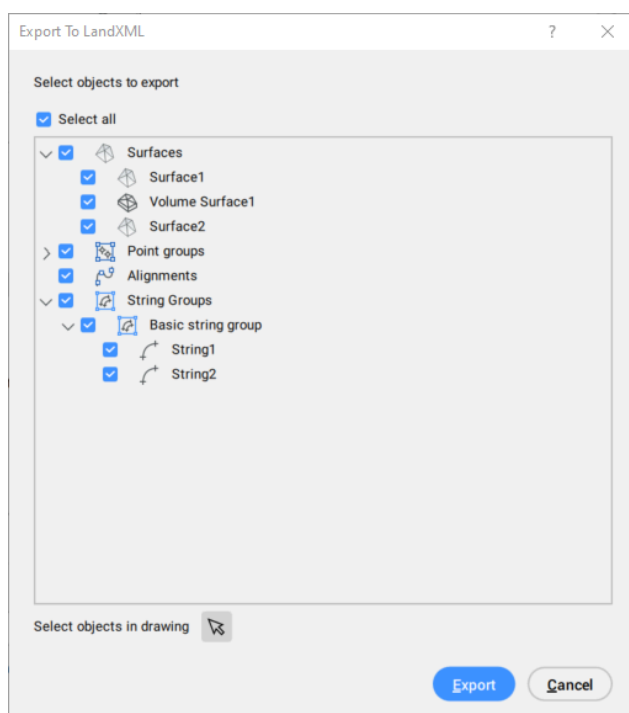 Export To LandXML
Select objects to export
Select all
Surfaces
Surface1
Volume Surface1
Surface2
Point groups
Alignments
String Groups
Basic string group
String1
String2
Select objects in drawing
Export
Cancel